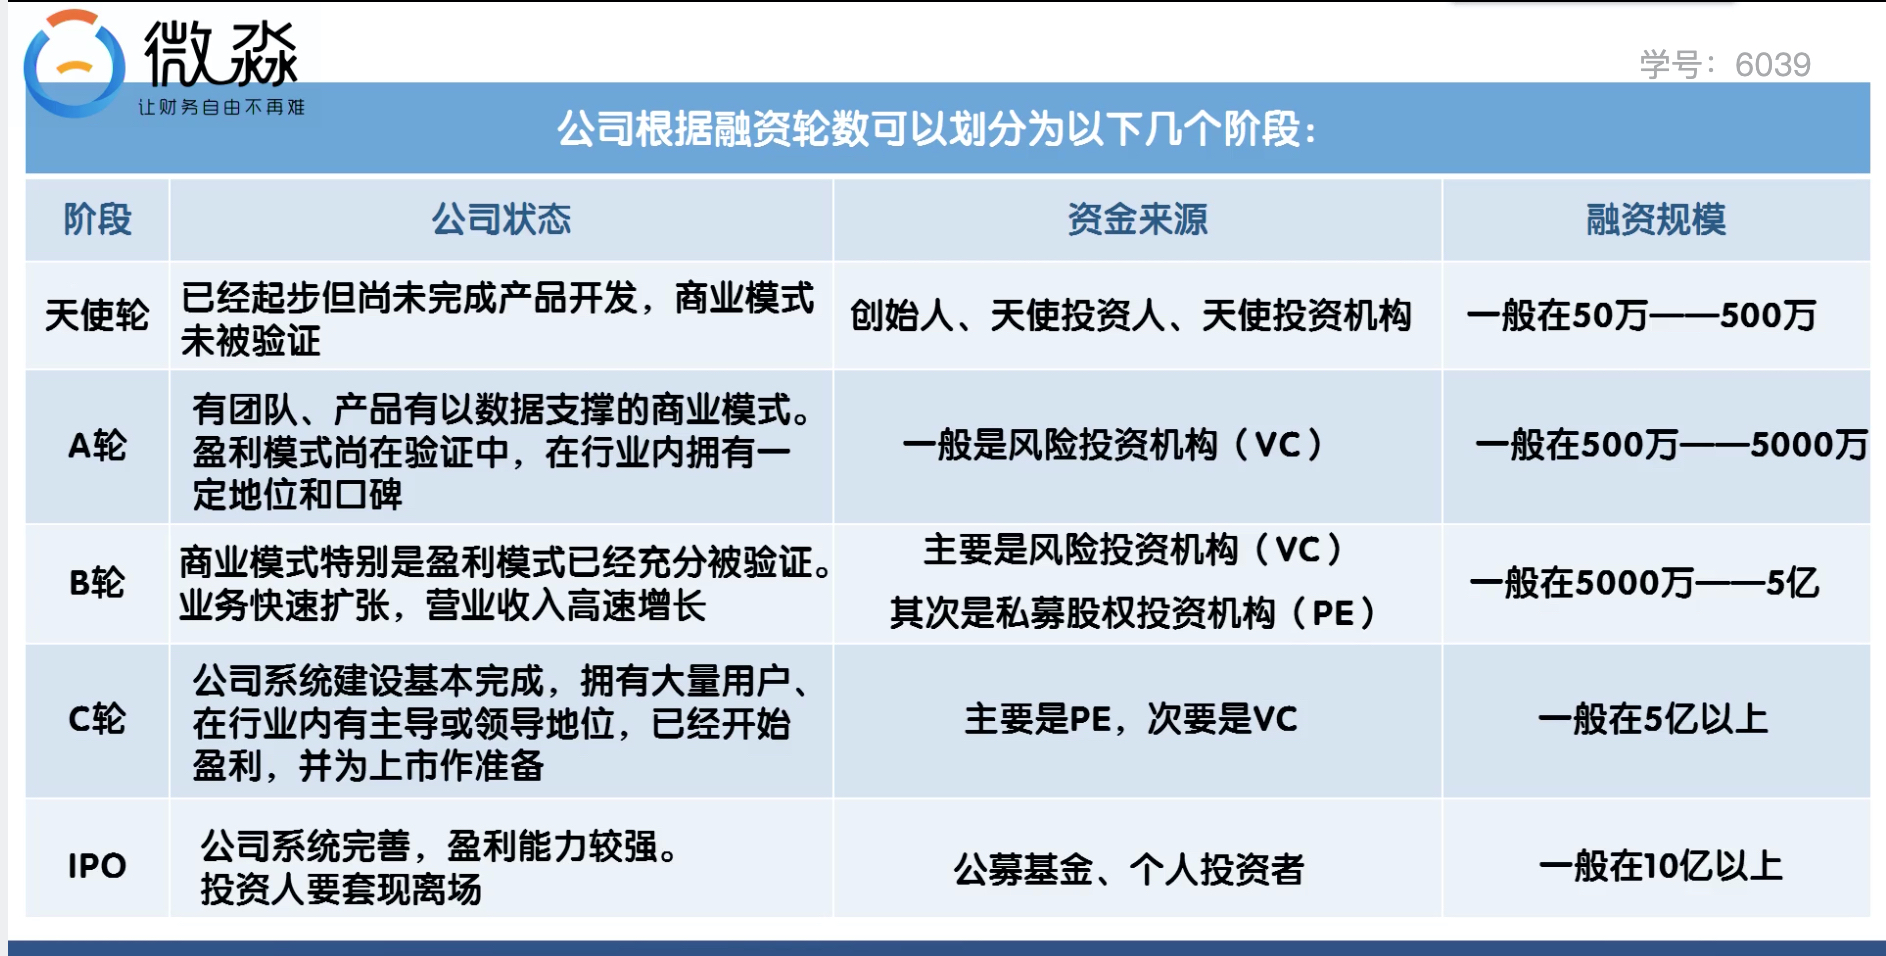 微淼
让财务自由不再难
学号：6039
公司根据融资轮数可以划分为以下几个阶段：
阶段
公司状态
资金来源
融资规模
天使轮
已经起步但尚未完成产品开发，商业模式
未被验证
创始人、天使投资人、天使投资机构
一般在50万——500万
A轮
有团队、产品有以数据支撑的商业模式。
盈利模式尚在验证中，在行业内拥有一
定地位和口碑
一般是风险投资机构（VC）
一般在500万——5000万
B轮
商业模式特别是盈利模式已经充分被验证。
业务快速扩张，营业收入高速增长
主要是风险投资机构（VC）
其次是私募股权投资机构（PE）
一般在5000万——5亿
C轮
公司系统建设基本完成，拥有大量用户、
在行业内有主导或领导地位，已经开始
盈利，并为上市作准备
主要是PE，次要是VC
一般在5亿以上
IPO
公司系统完善，盈利能力较强。
投资人要套现离场
公募基金、个人投资者
一般在10亿以上